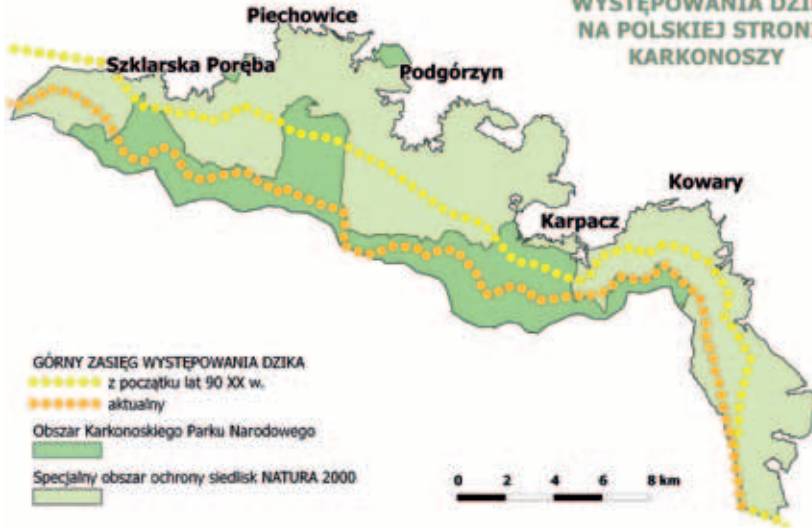 WYSTĘPOWANIA DZIK
NA POLSKIEJ STRONI
KARKONOSZY
Piechowice
Szklarska Poręba
Podgórzyn
Kowary
Karpacz
GÓRNY ZASIĘG WYSTĘPOWANIA DZIKA
z początku lat 90 XX w.
aktualny
Obszar Karkonoskiego Parku Narodowego
Specjalny obszar ochrony siedlisk NATURA 2000
0 2 4 6 8 km